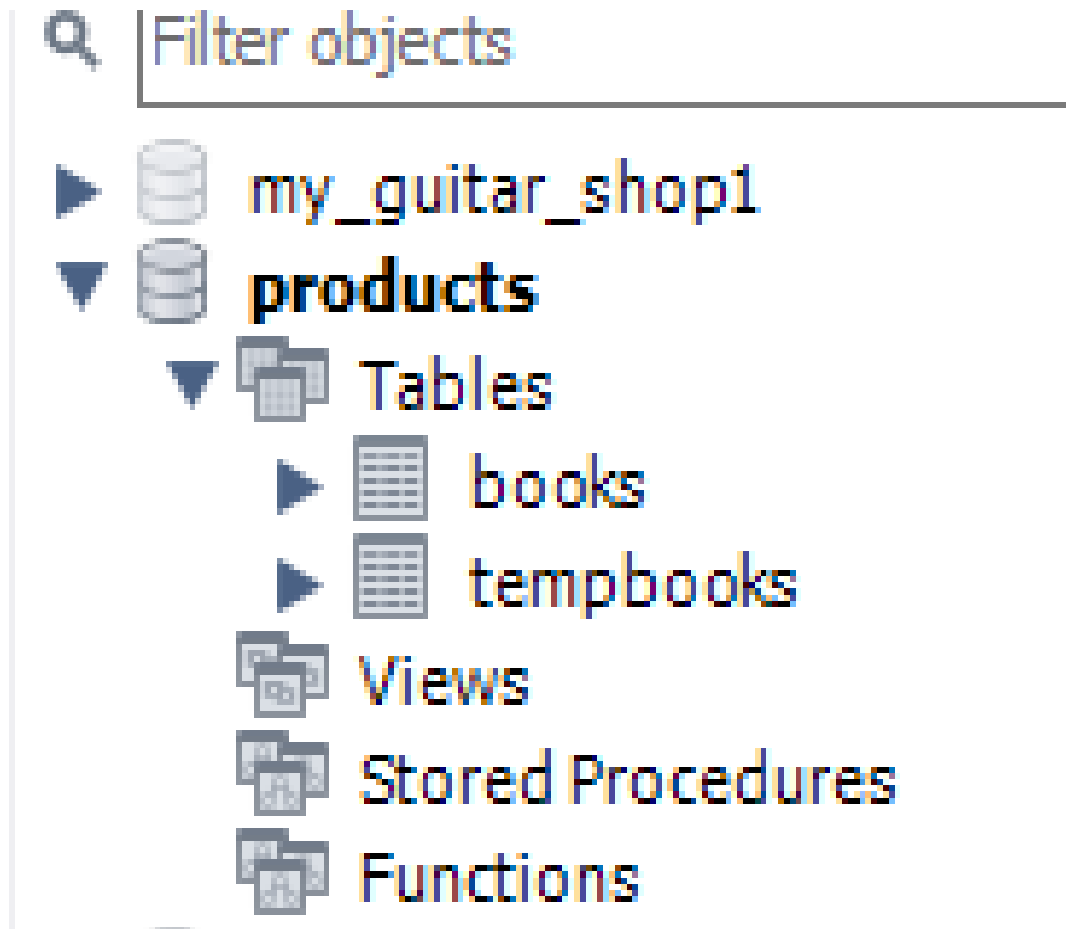 Filter objects
my_guitar_shop1
products
Tables
books
tempbooks
Views
Stored Procedures
Functions